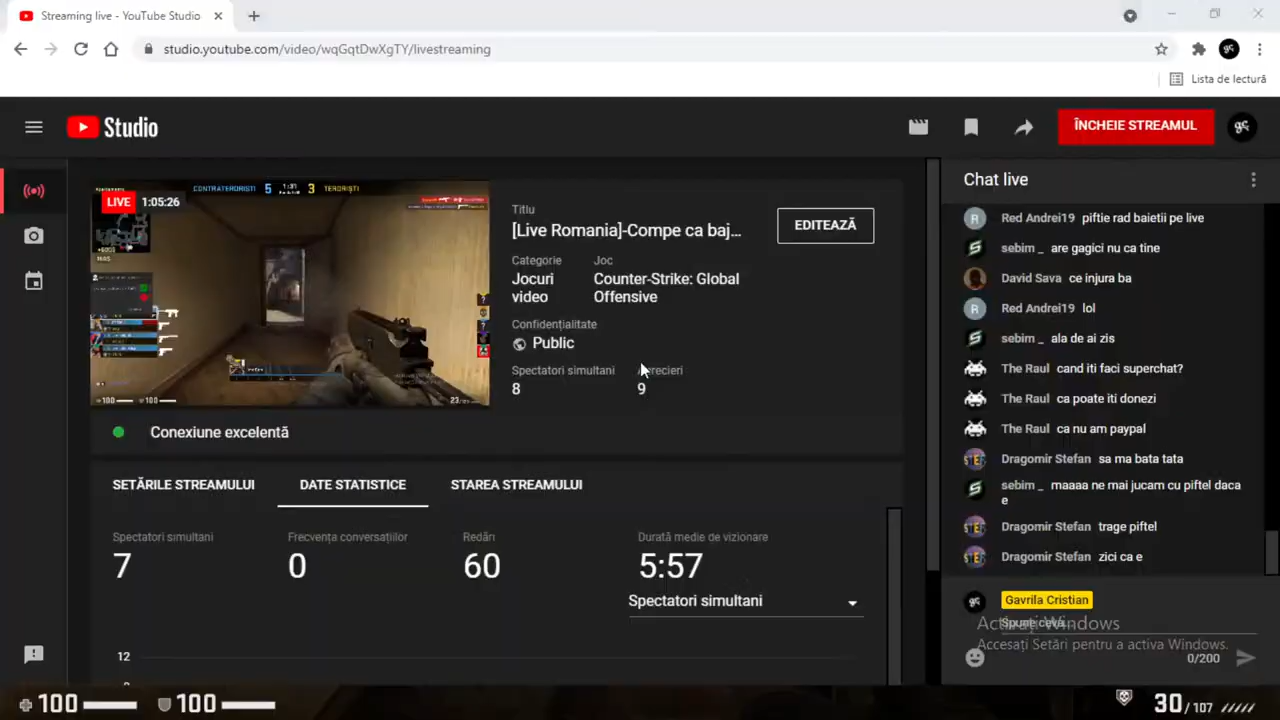 Streaming live - YouTube Studio
studio.youtube.com/video/wqGqtDwXgTY/livestreaming
Lista de lectură
Studio
ÎNCHEIE STREAMUL
LIVE 1:05:26
CONTRATERORIȘTI 5 3 TERORIȘTI
Titlu
[Live Romania]-Compe ca baj...
EDITEAZĂ
Categorie
Joc
Jocuri
video
Counter-Strike: Global
Offensive
Confidențialitate
Public
Spectatori simultani
8
9
Conexiune excelentă
SETĂRILE STREAMULUI
DATE STATISTICE
STAREA STREAMULUI
Spectatori simultani
7
Frecvența conversațiilor
0
Redări
60
Durată medie de vizionare
5:57
Spectatori simultani
12
Chat live
Red Andrei19 piftie rad baietii pe live
sebim _ are gagici nu ca tine
David Sava ce injura ba
Red Andrei19 lol
sebim _ ala de ai zis
The Raul cand iti faci superchat?
The Raul ca poate iti donezi
The Raul ca nu am paypal
Dragomir Stefan sa ma bata tata
sebim _ maaaa ne mai jucam cu piftel daca
e
Dragomir Stefan trage piftel
Dragomir Stefan zici ca e
Gavrila Cristian
Spune ceva...
Activați Windows
Accesați Setări pentru a activa Windows.
0/200
100
100
30 / 107